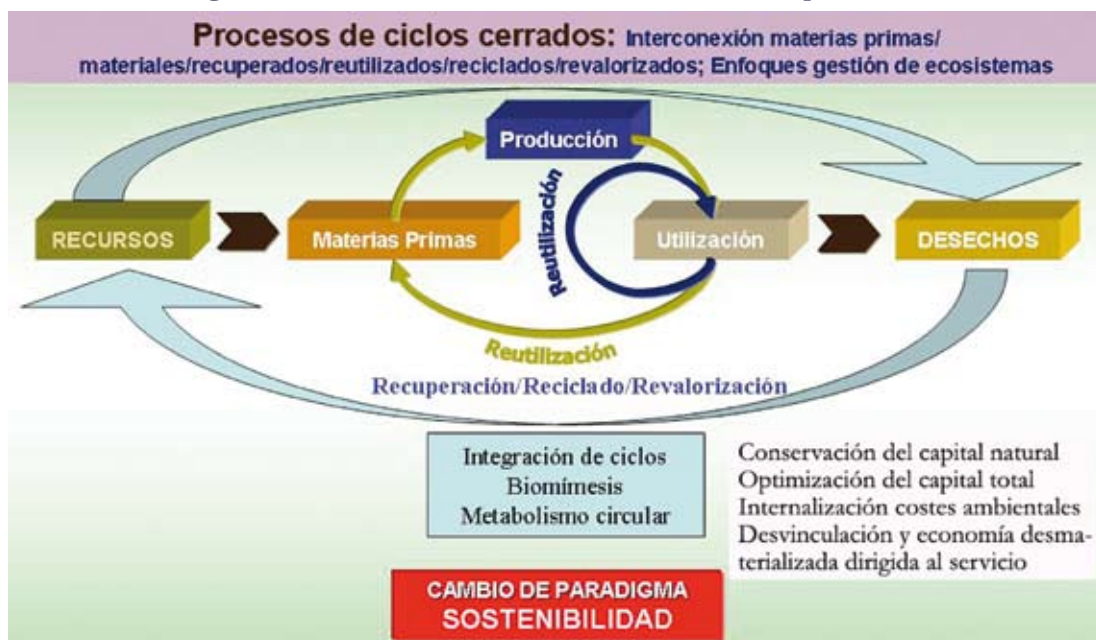 Procesos de ciclos cerrados: Interconexión materias primas/
materiales/recuperados/reutilizados/reciclados/revalorizados; Enfoques gestión de ecosistemas
Producción
Reutilización
RECURSOS
Materias Primas
Utilización
DESECHOS
Reutilización
Recuperación/Reciclado/Revalorización
Integración de ciclos
Biomímesis
Metabolismo circular
Conservación del capital natural
Optimización del capital total
Internalización costes ambientales
Desvinculación y economía desma-
terializada dirigida al servicio
CAMBIO DE PARADIGMA
SOSTENIBILIDAD